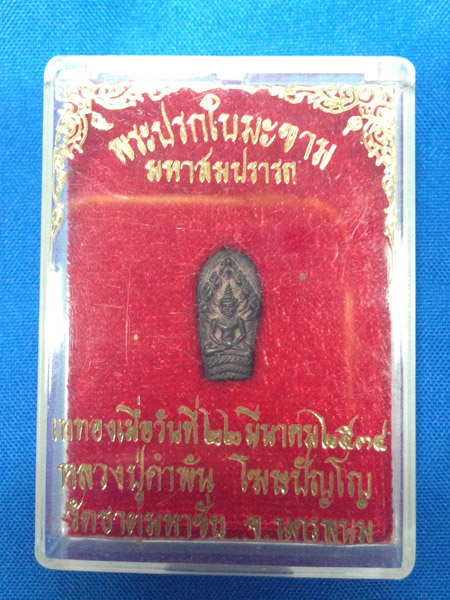 พระปรกใบมะขาม
มหาสมปรารถ
เททองเมื่อวันที่ ๒๒ มีนาคม ๒๕๓๔
หลวงปู่คำพัน โฆษปัญโญ
วัดธาตุมหาชัย จ.นครพนม